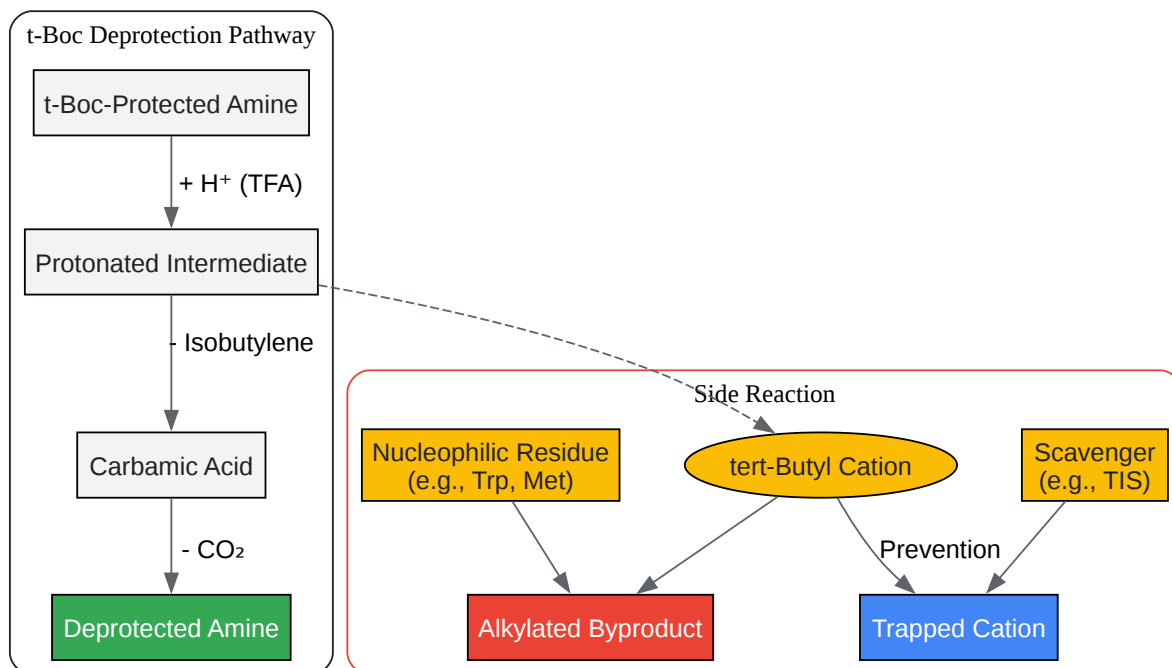 t-Boc Deprotection Pathway
t-Boc-Protected Amine
+ H⁺ (TFA)
Protonated Intermediate
- Isobutylene
Carbamic Acid
- CO₂
Deprotected Amine
Side Reaction
Nucleophilic Residue
(e.g., Trp, Met)
tert-Butyl Cation
Scavenger
(e.g., TIS)
Prevention
Alkylated Byproduct
Trapped Cation